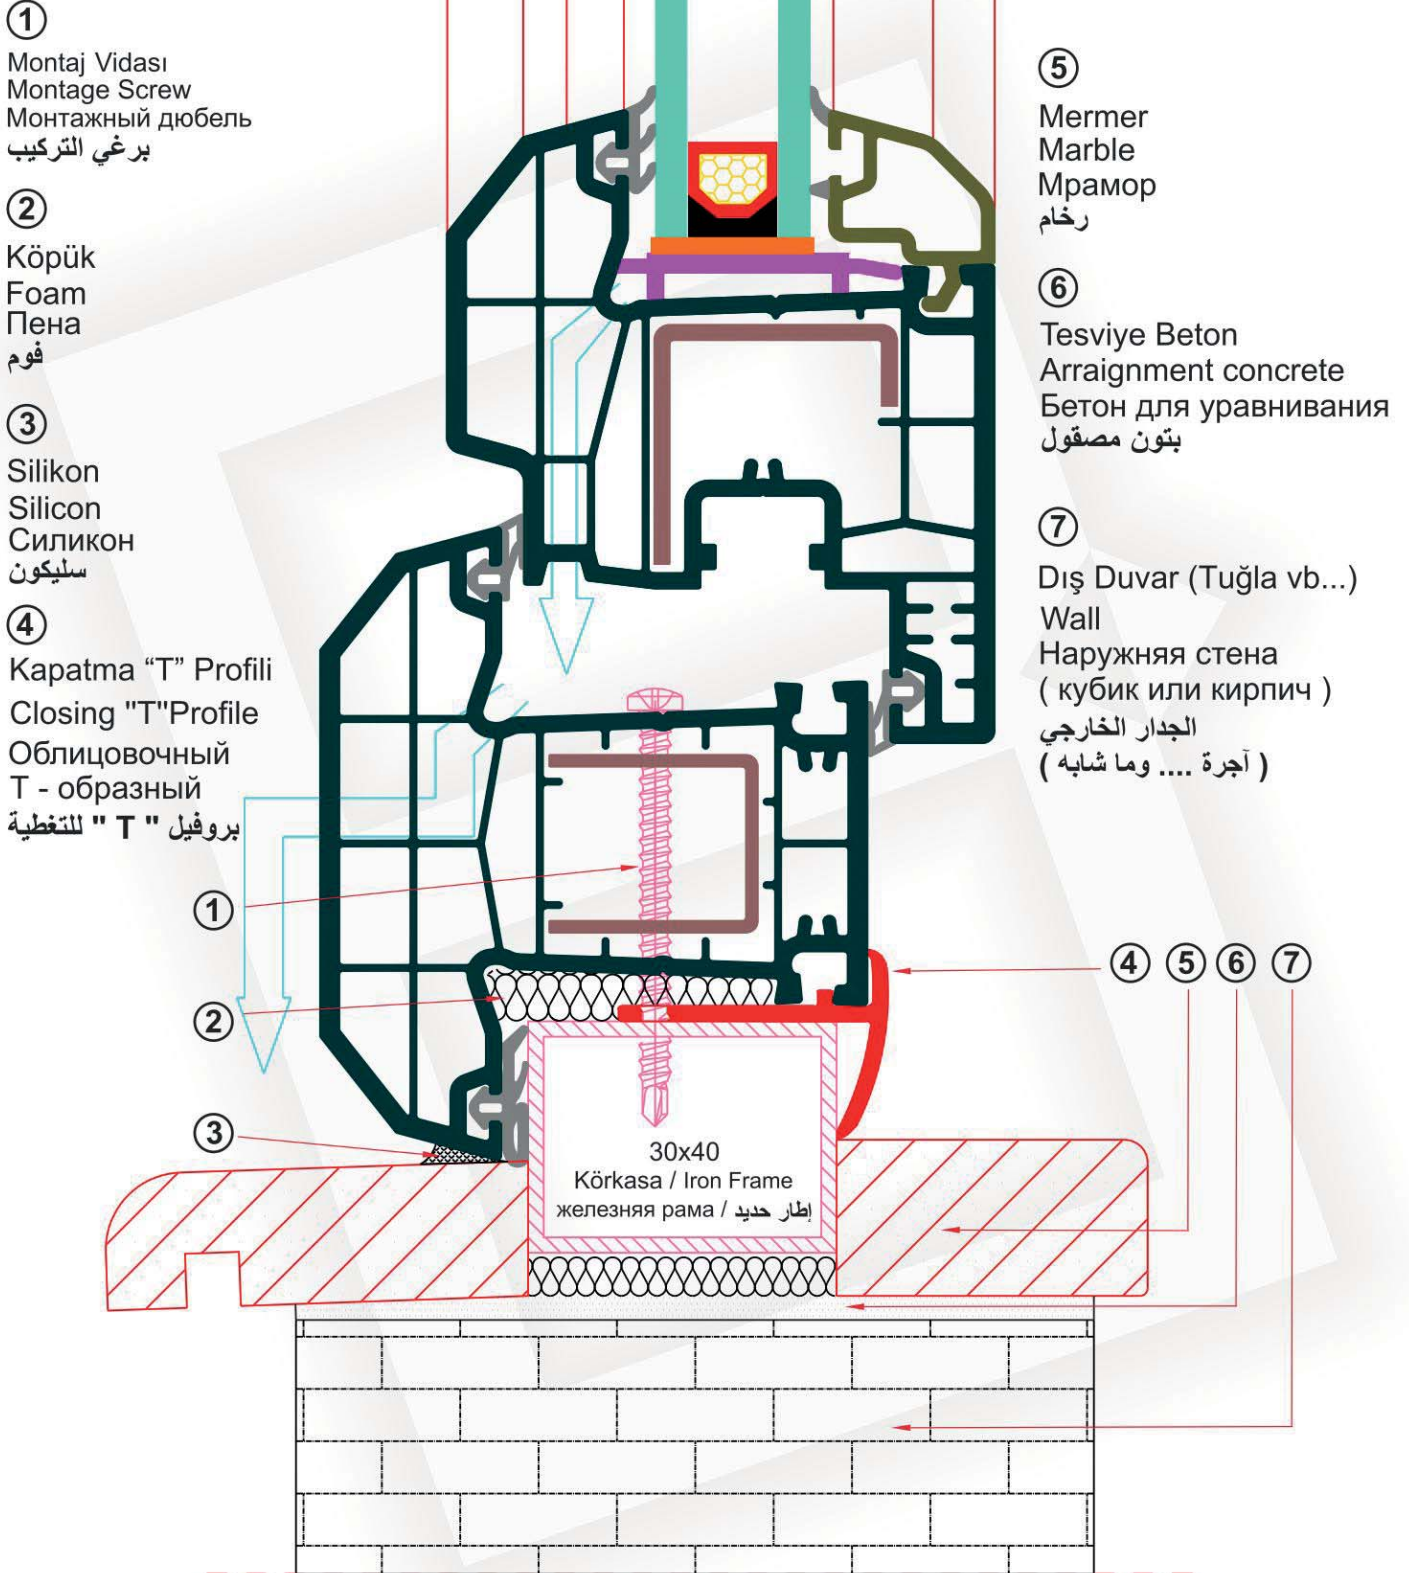 1
Montaj Vidası
Montage Screw
Монтажный дюбель
برغي التركيب
2
Köpük
Foam
Пена
فوم
3
Silikon
Silicon
Силикон
سليكون
4
Kapatma “T” Profili
Closing "T"Profile
Облицовочный
Т - образный
بروفيل " T " للتغطية
5
Mermer
Marble
Мрамор
رخام
6
Tesviye Beton
Arraignment concrete
Бетон для уравнивания
بتون مصقول
7
Dış Duvar (Tuğla vb...)
Wall
Наружняя стена
( кубик или кирпич )
الجدار الخارجي
( آجرة .... وما شابه )
1
2
3
4 5 6 7
30x40
Körkasa / Iron Frame
железняя рама / إطار حديد